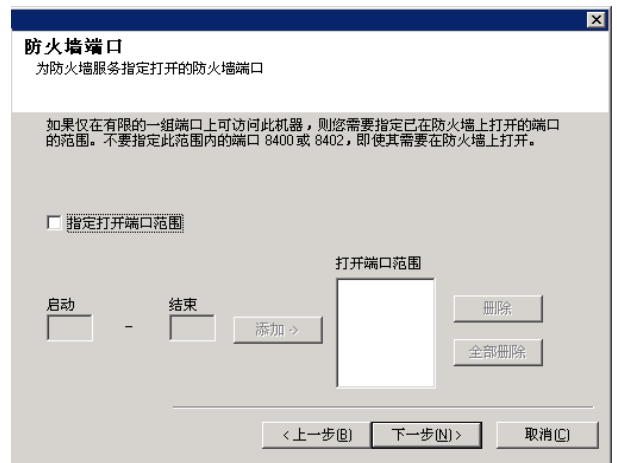 防火墙端口
为防火墙服务指定打开的防火墙端口
如果仅在有限的一组端口上可访问此机器，则您需要指定已在防火墙上打开的端口
的范围。不要指定此范围内的端口 8400 或 8402，即使其需要在防火墙上打开。
指定打开端口范围
打开端口范围
启动
结束
-
添加 ->
删除
全部删除
<上一步(B)
下一步(N)>
取消(C)